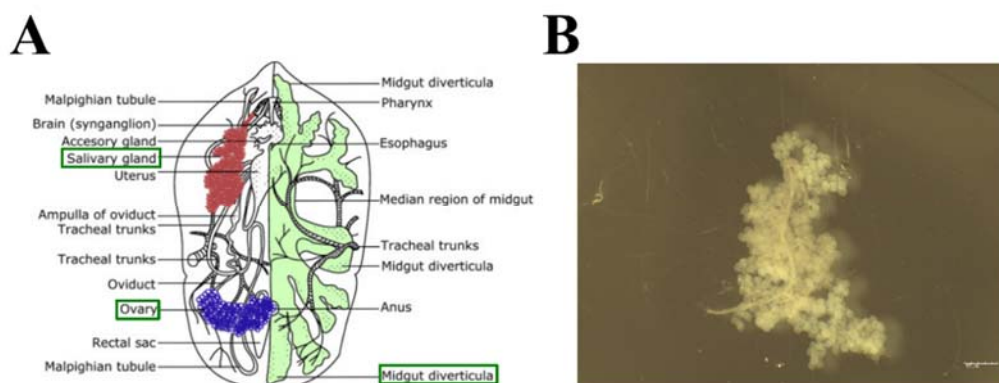 A
B
Midgut diverticula
Pharynx
Malpighian tubule
Brain (synganglion)
Accesory gland
Salivary gland
Uterus
Esophagus
Ampulla of oviduct
Tracheal trunks
Median region of midgut
Tracheal trunks
Oviduct
Tracheal trunks
Midgut diverticula
Ovary
Anus
Rectal sac
Malpighian tubule
Midgut diverticula